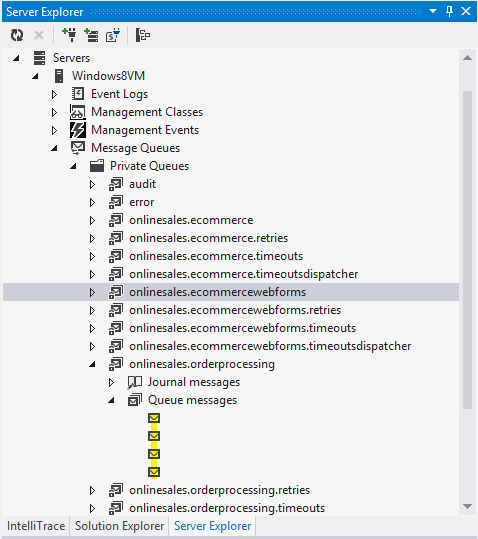 Server Explorer
Servers
Windows8VM
Event Logs
Management Classes
Management Events
Message Queues
Private Queues
audit
error
onlinesales.ecommerce
onlinesales.ecommerce.retries
onlinesales.ecommerce.timeouts
onlinesales.ecommerce.timeoutsdispatcher
onlinesales.ecommercewebforms
onlinesales.ecommercewebforms.retries
onlinesales.ecommercewebforms.timeouts
onlinesales.ecommercewebforms.timeoutsdispatcher
onlinesales.orderprocessing
Journal messages
Queue messages
onlinesales.orderprocessing.retries
onlinesales.orderprocessing.timeouts
IntelliTrace Solution Explorer Server Explorer